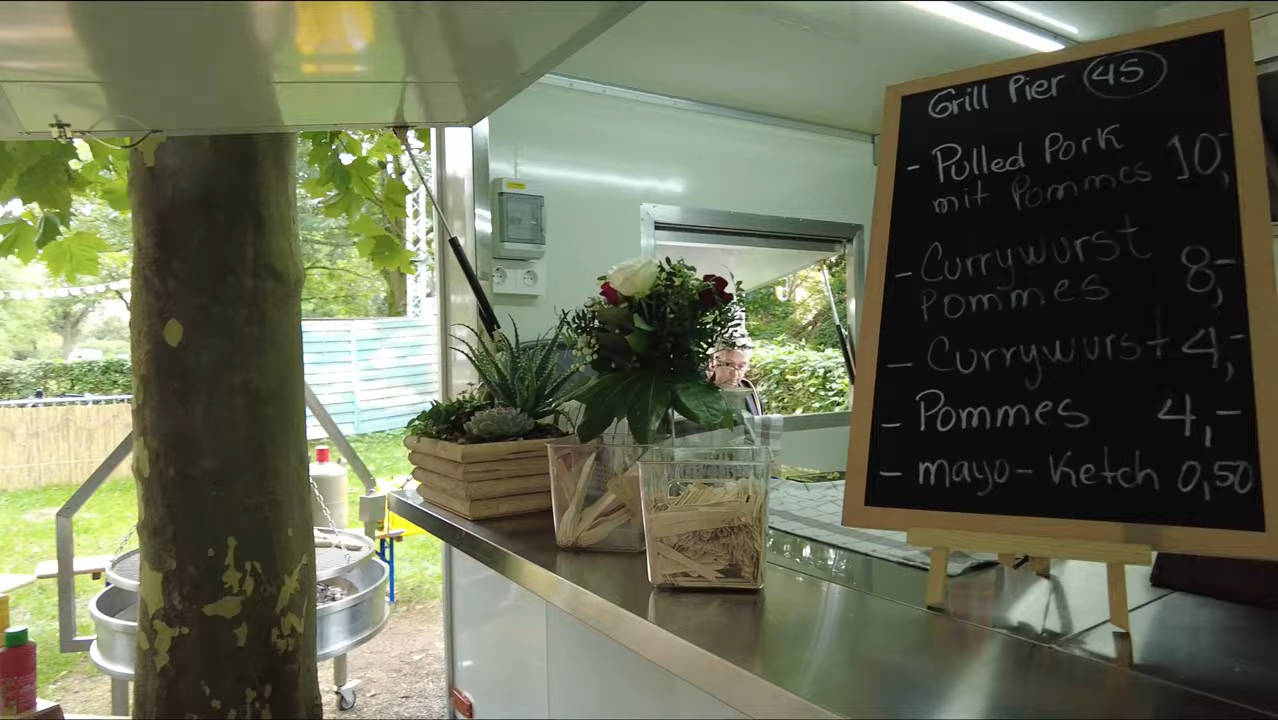 Grill Pier 45
- Pulled Pork 10,-
mit Pommes
- Currywurst 8,-
Pommes
- Currywurst 4,-
- Pommes 4,-
- mayo-Ketch 0,50